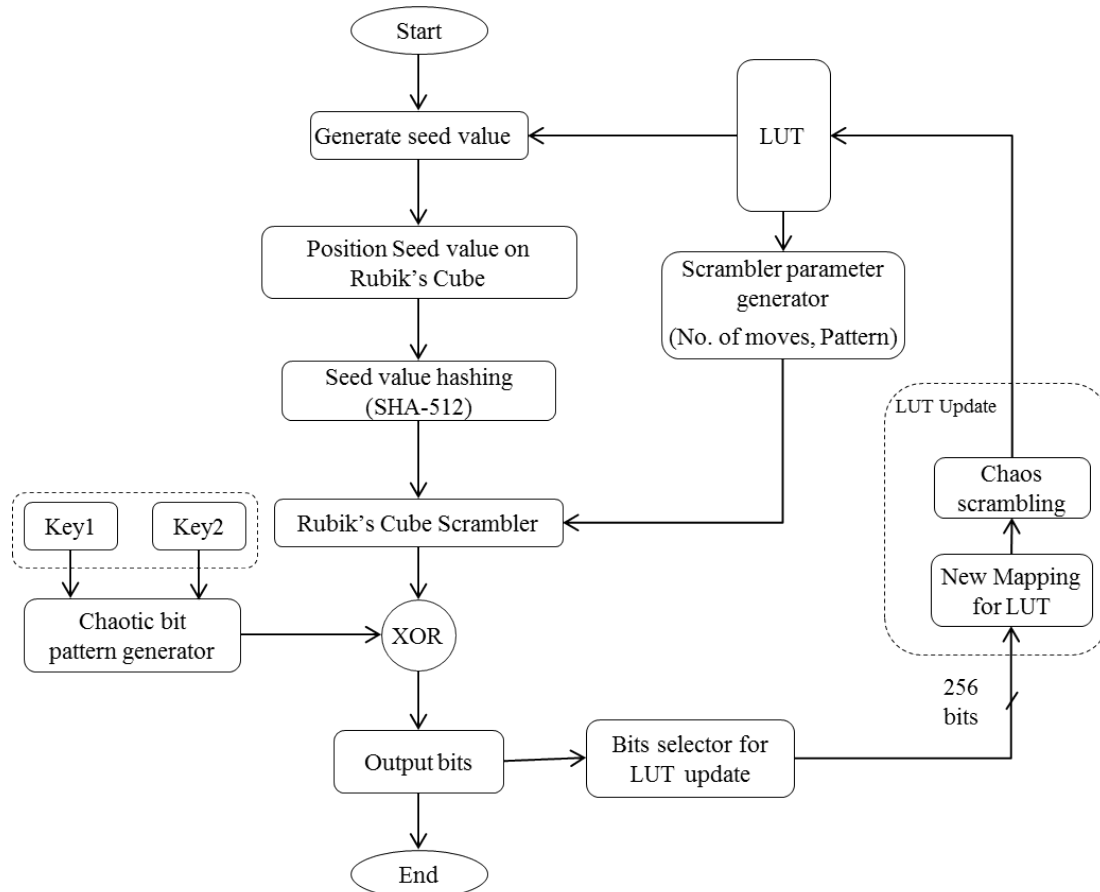 Start
Generate seed value
LUT
Position Seed value on
Rubik's Cube
Scrambler parameter
generator
(No. of moves, Pattern)
Seed value hashing
(SHA-512)
LUT Update
Chaos
scrambling
Key1
Key2
Rubik's Cube Scrambler
New Mapping
for LUT
Chaotic bit
pattern generator
XOR
256
bits
Output bits
Bits selector for
LUT update
End